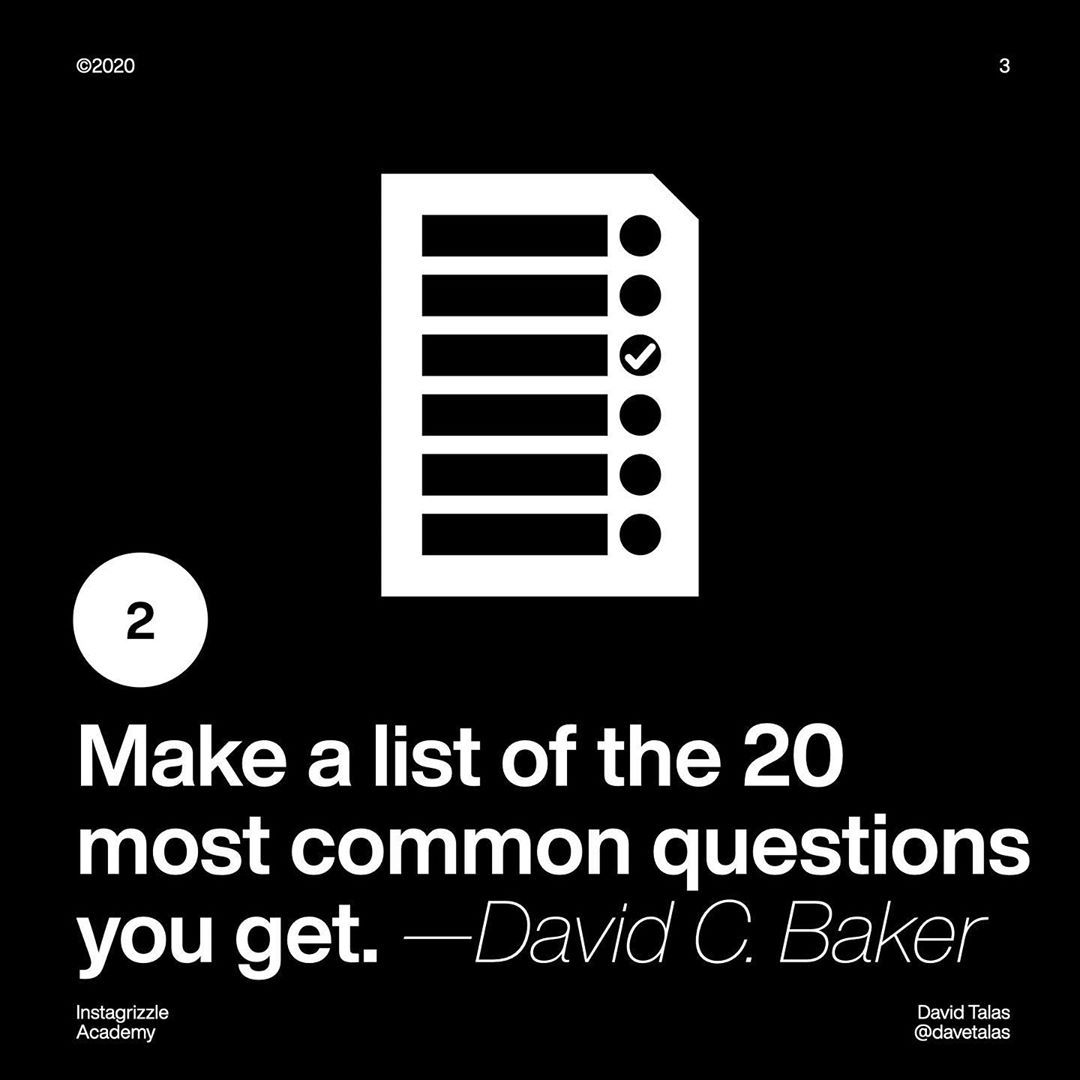 ©2020
3
2
Make a list of the 20
most common questions
you get. —David C. Baker
Instagrizzle
Academy
David Talas
@davetalas